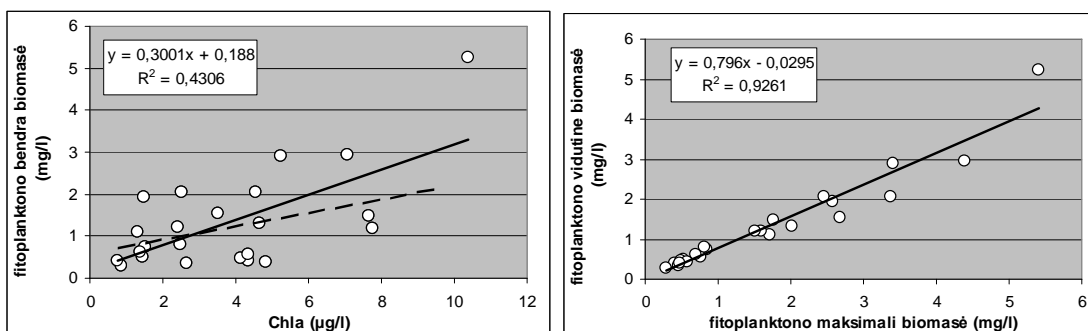 y = 0,3001x + 0,188
R² = 0,4306
6
5
4
3
2
1
0
0 2 4 6 8 10 12
Chla (µg/l)
fitoplanktono bendra biomasė
(mg/l)
y = 0,796x - 0,0295
R² = 0,9261
6
5
4
3
2
1
0
0 1 2 3 4 5 6
fitoplanktono maksimali biomasė (mg/l)
fitoplanktono vidutine biomasė
(mg/l)